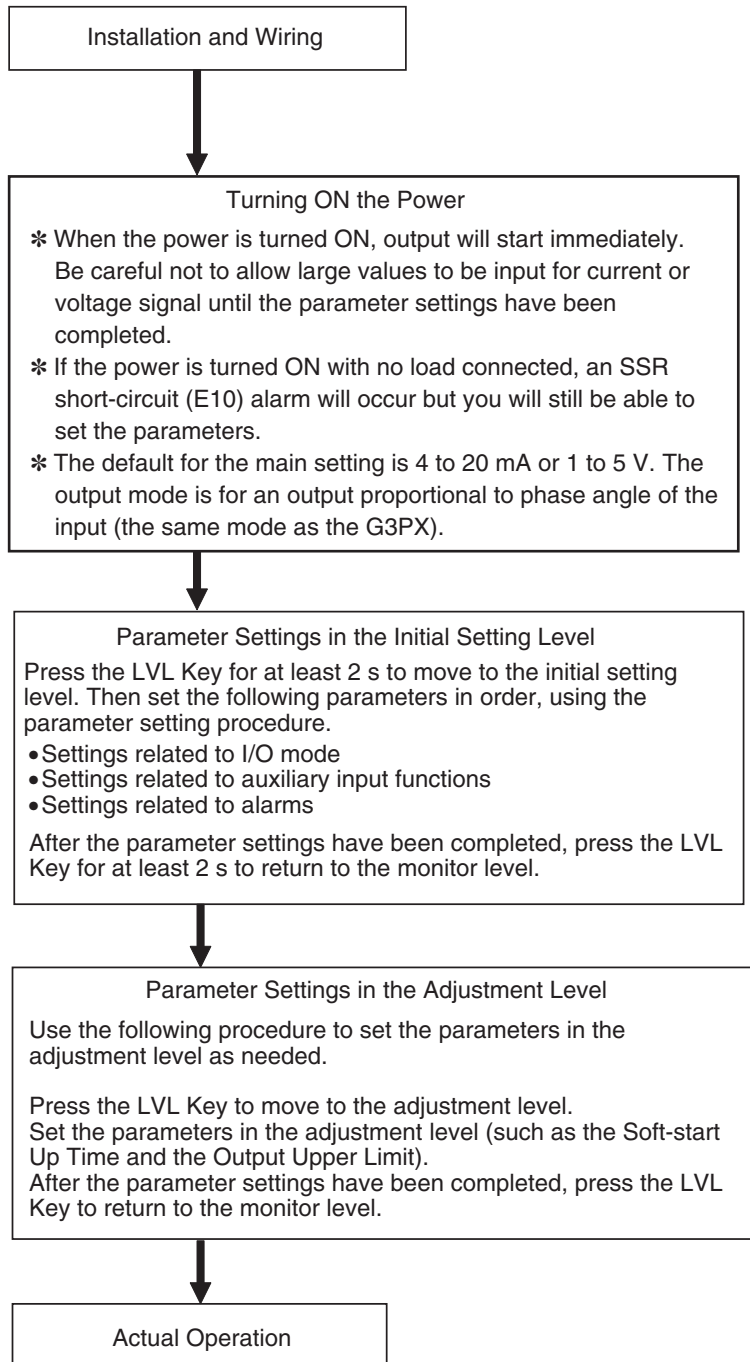 Installation and Wiring
Turning ON the Power
✻ When the power is turned ON, output will start immediately.
Be careful not to allow large values to be input for current or
voltage signal until the parameter settings have been
completed.
✻ If the power is turned ON with no load connected, an SSR
short-circuit (E10) alarm will occur but you will still be able to
set the parameters.
✻ The default for the main setting is 4 to 20 mA or 1 to 5 V. The
output mode is for an output proportional to phase angle of the
input (the same mode as the G3PX).
Parameter Settings in the Initial Setting Level
Press the LVL Key for at least 2 s to move to the initial setting
level. Then set the following parameters in order, using the
parameter setting procedure.
•Settings related to I/O mode
•Settings related to auxiliary input functions
•Settings related to alarms
After the parameter settings have been completed, press the LVL
Key for at least 2 s to return to the monitor level.
Parameter Settings in the Adjustment Level
Use the following procedure to set the parameters in the
adjustment level as needed.
Press the LVL Key to move to the adjustment level.
Set the parameters in the adjustment level (such as the Soft-start
Up Time and the Output Upper Limit).
After the parameter settings have been completed, press the LVL
Key to return to the monitor level.
Actual Operation